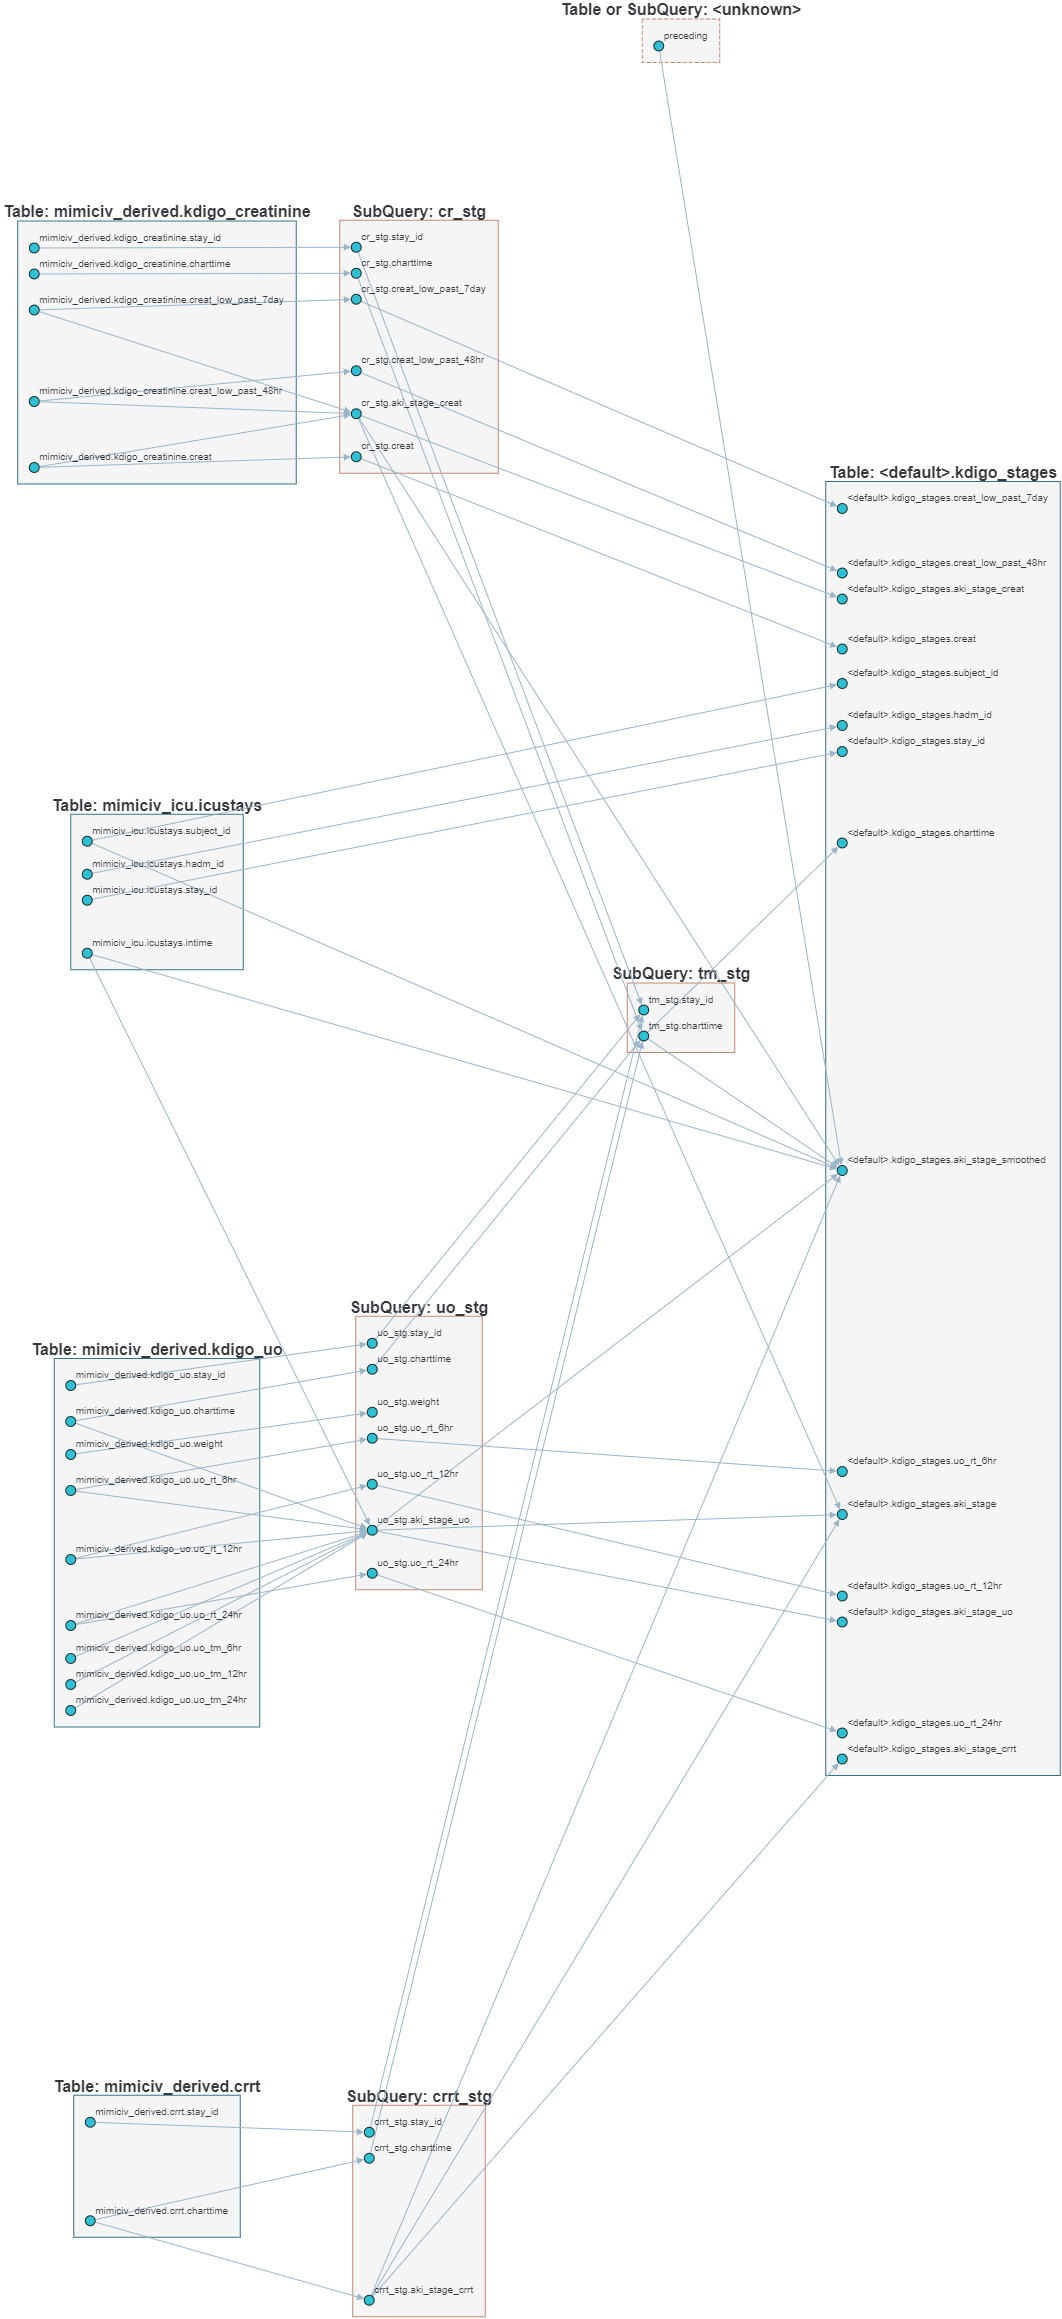 Table or SubQuery: <unknown>
preceding
Table: mimiciv_derived.kdigo_creatinine
mimiciv_derived.kdigo_creatinine.stay_id
mimiciv_derived.kdigo_creatinine.charttime
mimiciv_derived.kdigo_creatinine.creat_low_past_7day
mimiciv_derived.kdigo_creatinine.creat_low_past_48hr
mimiciv_derived.kdigo_creatinine.creat
SubQuery: cr_stg
cr_stg.stay_id
cr_stg.charttime
cr_stg.creat_low_past_7day
cr_stg.creat_low_past_48hr
cr_stg.aki_stage_creat
cr_stg.creat
Table: <default>.kdigo_stages
<default>.kdigo_stages.creat_low_past_7day
<default>.kdigo_stages.creat_low_past_48hr
<default>.kdigo_stages.aki_stage_creat
<default>.kdigo_stages.creat
<default>.kdigo_stages.subject_id
<default>.kdigo_stages.hadm_id
<default>.kdigo_stages.stay_id
<default>.kdigo_stages.charttime
<default>.kdigo_stages.aki_stage_smoothed
<default>.kdigo_stages.uo_rt_6hr
<default>.kdigo_stages.aki_stage
<default>.kdigo_stages.uo_rt_12hr
<default>.kdigo_stages.aki_stage_uo
<default>.kdigo_stages.uo_rt_24hr
<default>.kdigo_stages.aki_stage_crrt
Table: mimiciv_icu.icustays
mimiciv_icu.icustays.subject_id
mimiciv_icu.icustays.hadm_id
mimiciv_icu.icustays.stay_id
mimiciv_icu.icustays.intime
SubQuery: tm_stg
tm_stg.stay_id
tm_stg.charttime
Table: mimiciv_derived.kdigo_uo
mimiciv_derived.kdigo_uo.stay_id
mimiciv_derived.kdigo_uo.charttime
mimiciv_derived.kdigo_uo.weight
mimiciv_derived.kdigo_uo.uo_rt_6hr
mimiciv_derived.kdigo_uo.uo_rt_12hr
mimiciv_derived.kdigo_uo.uo_rt_24hr
mimiciv_derived.kdigo_uo.uo_tm_6hr
mimiciv_derived.kdigo_uo.uo_tm_12hr
mimiciv_derived.kdigo_uo.uo_tm_24hr
SubQuery: uo_stg
uo_stg.stay_id
uo_stg.charttime
uo_stg.weight
uo_stg.uo_rt_6hr
uo_stg.uo_rt_12hr
uo_stg.aki_stage_uo
uo_stg.uo_rt_24hr
Table: mimiciv_derived.crrt
mimiciv_derived.crrt.stay_id
mimiciv_derived.crrt.charttime
SubQuery: crrt_stg
crrt_stg.stay_id
crrt_stg.charttime
crrt_stg.aki_stage_crrt